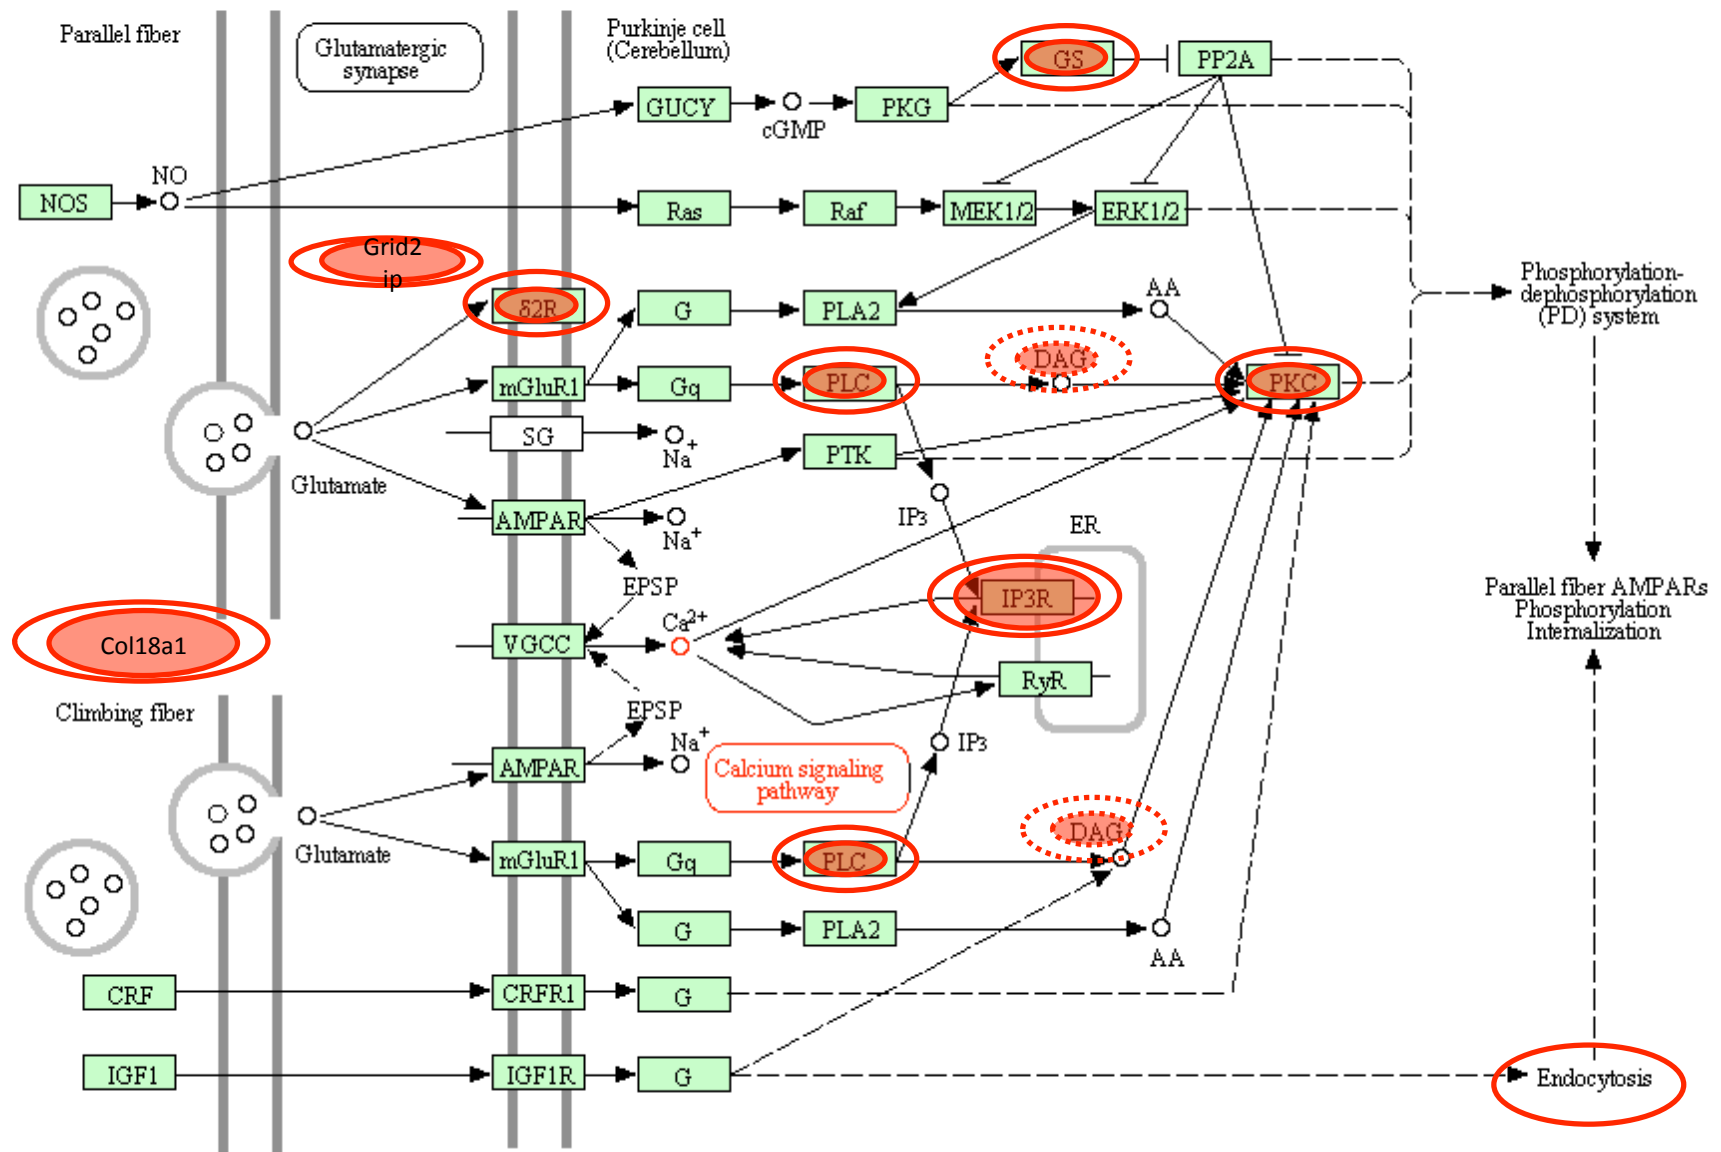 Parallel fiber
Glutamatergic
synapse
Purkinje cell
(Cerebellum)
GS
PP2A
GUCY
cGMP
PKG
NO
NOS
Ras
Raf
MEK1/2
ERK1/2
Grid2
ip
δ2R
G
PLA2
AA
Phosphorylation-
dephosphorylation
(PD) system
mGluR1
Gq
PLC
DAG
PKC
SG
Na+
PTK
Glutamate
AMPAR
Na+
IP3
ER
EPSP
IP3R
Parallel fiber AMPARs
Phosphorylation
Internalization
Col18a1
VGCC
Ca2+
RyR
Climbing fiber
EPSP
AMPAR
Na+
IP3
Calcium signaling
pathway
Glutamate
mGluR1
Gq
PLC
DAG
G
PLA2
AA
CRF
CRFR1
G
IGF1
IGF1R
G
Endocytosis